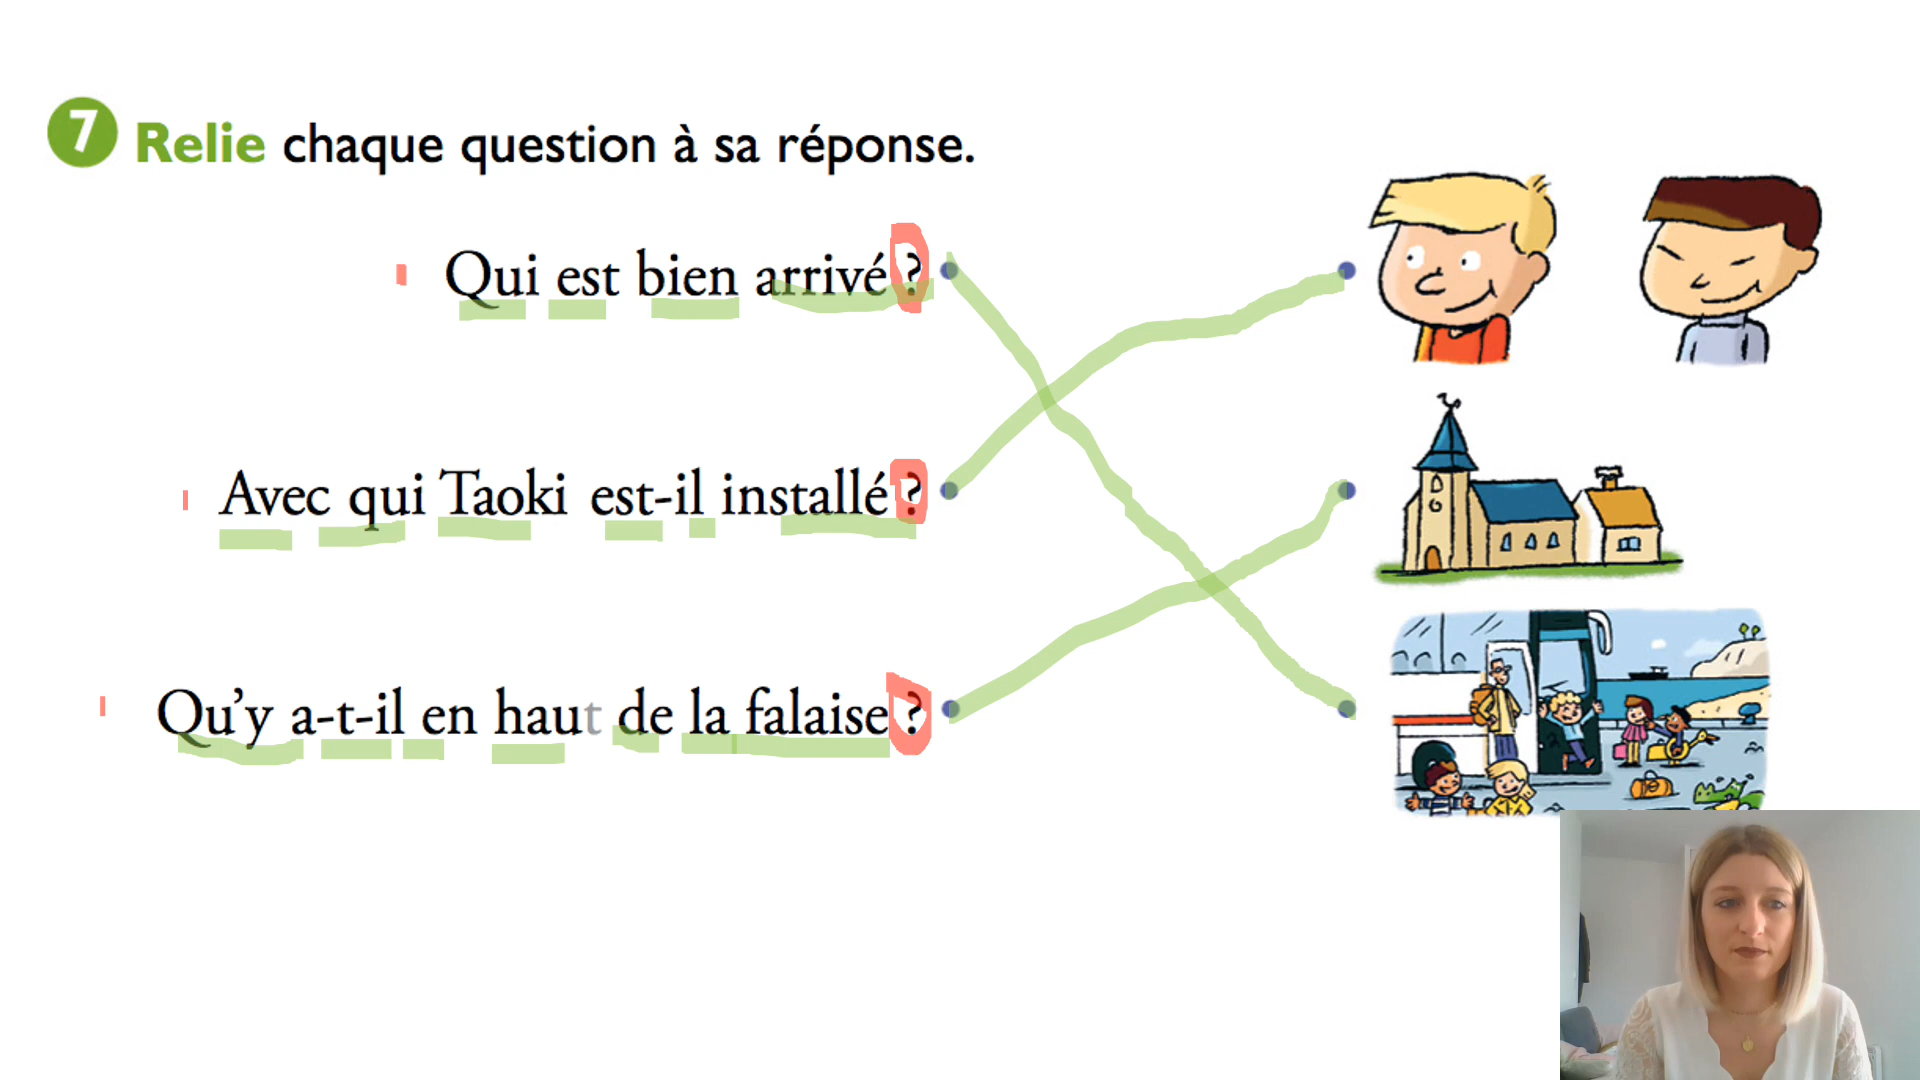 7 Relie chaque question à sa réponse.
Qui est bien arrivé ?
Avec qui Taoki est-il installé ?
Qu’y a-t-il en haut de la falaise ?